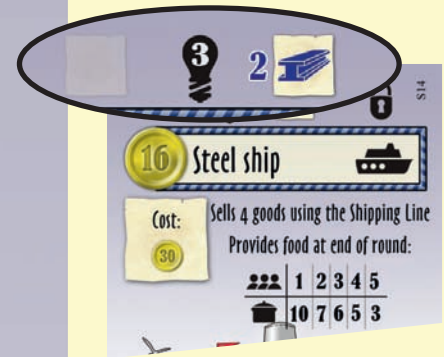 3 2
S14
16 Steel ship
Cost: 30
Sells 4 goods using the Shipping Line
Provides food at end of round:
1 2 3 4 5
10 7 6 5 3